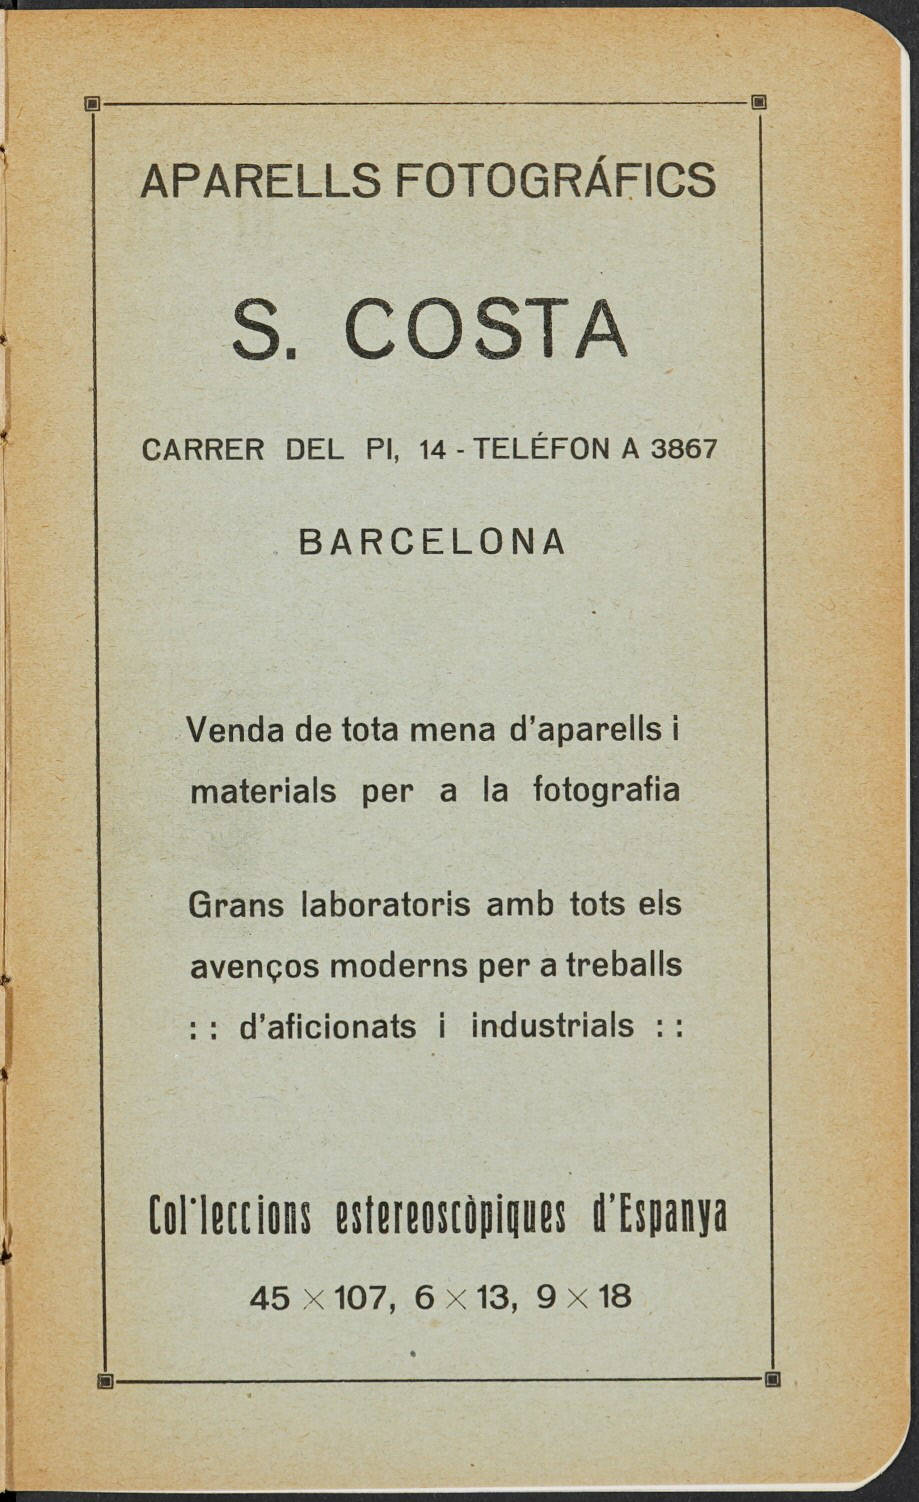 APARELLS FOTOGRÁFICS
S. COSTA
CARRER DEL PI, 14 - TELÉFON A 3867
BARCELONA
Venda de tota mena d'aparells i
materials per a la fotografia
Grans laboratoris amb tots els
avenços moderns per a treballs
: : d'aficionats i industrials : :
Col·leccions estereoscòpiques d'Espanya
45 × 107, 6 × 13, 9 × 18